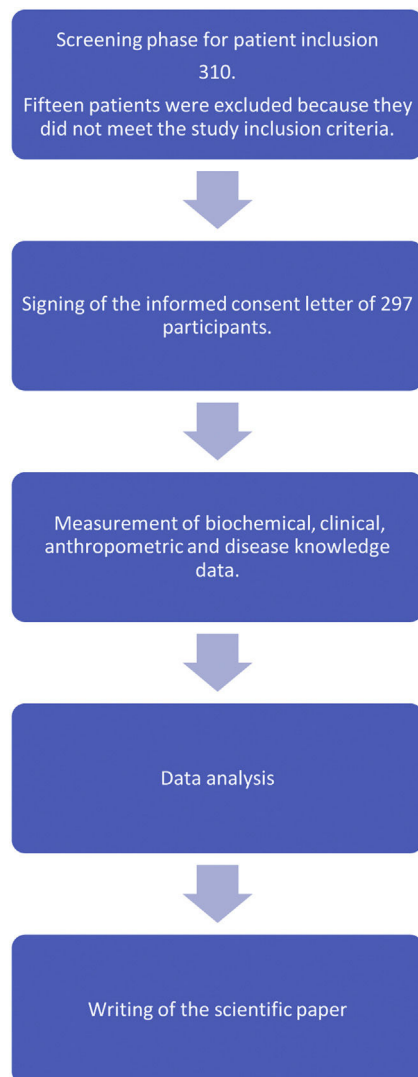 Screening phase for patient inclusion
310.
Fifteen patients were excluded because they
did not meet the study inclusion criteria.
Signing of the informed consent letter of 297
participants.
Measurement of biochemical, clinical,
anthropometric and disease knowledge
data.
Data analysis
Writing of the scientific paper